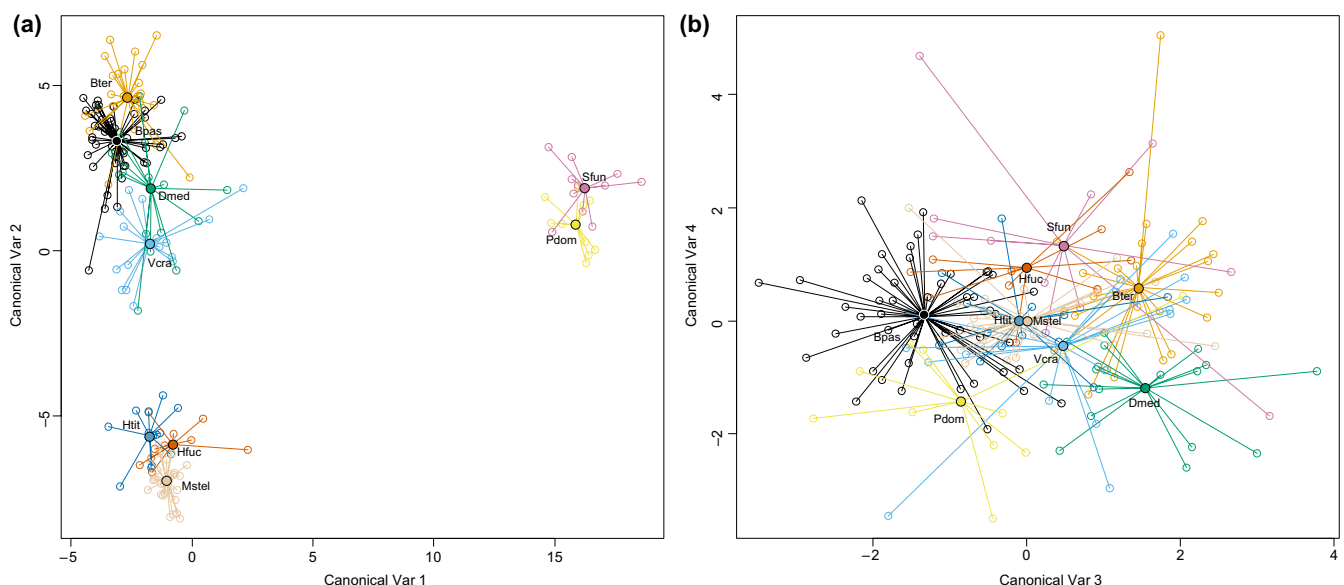 (a)
5
0
−5
Canonical Var 2
Bter
Bpas
Dmed
Vcra
Sfun
Pdom
Htit
Hfuc
Mstel
−5
0
5
10
15
Canonical Var 1
(b)
4
2
0
−2
Canonical Var 4
Sfun
Hfuc
Bter
Htit
Mstel
Bpas
Vcra
Dmed
Pdom
−2
0
2
4
Canonical Var 3